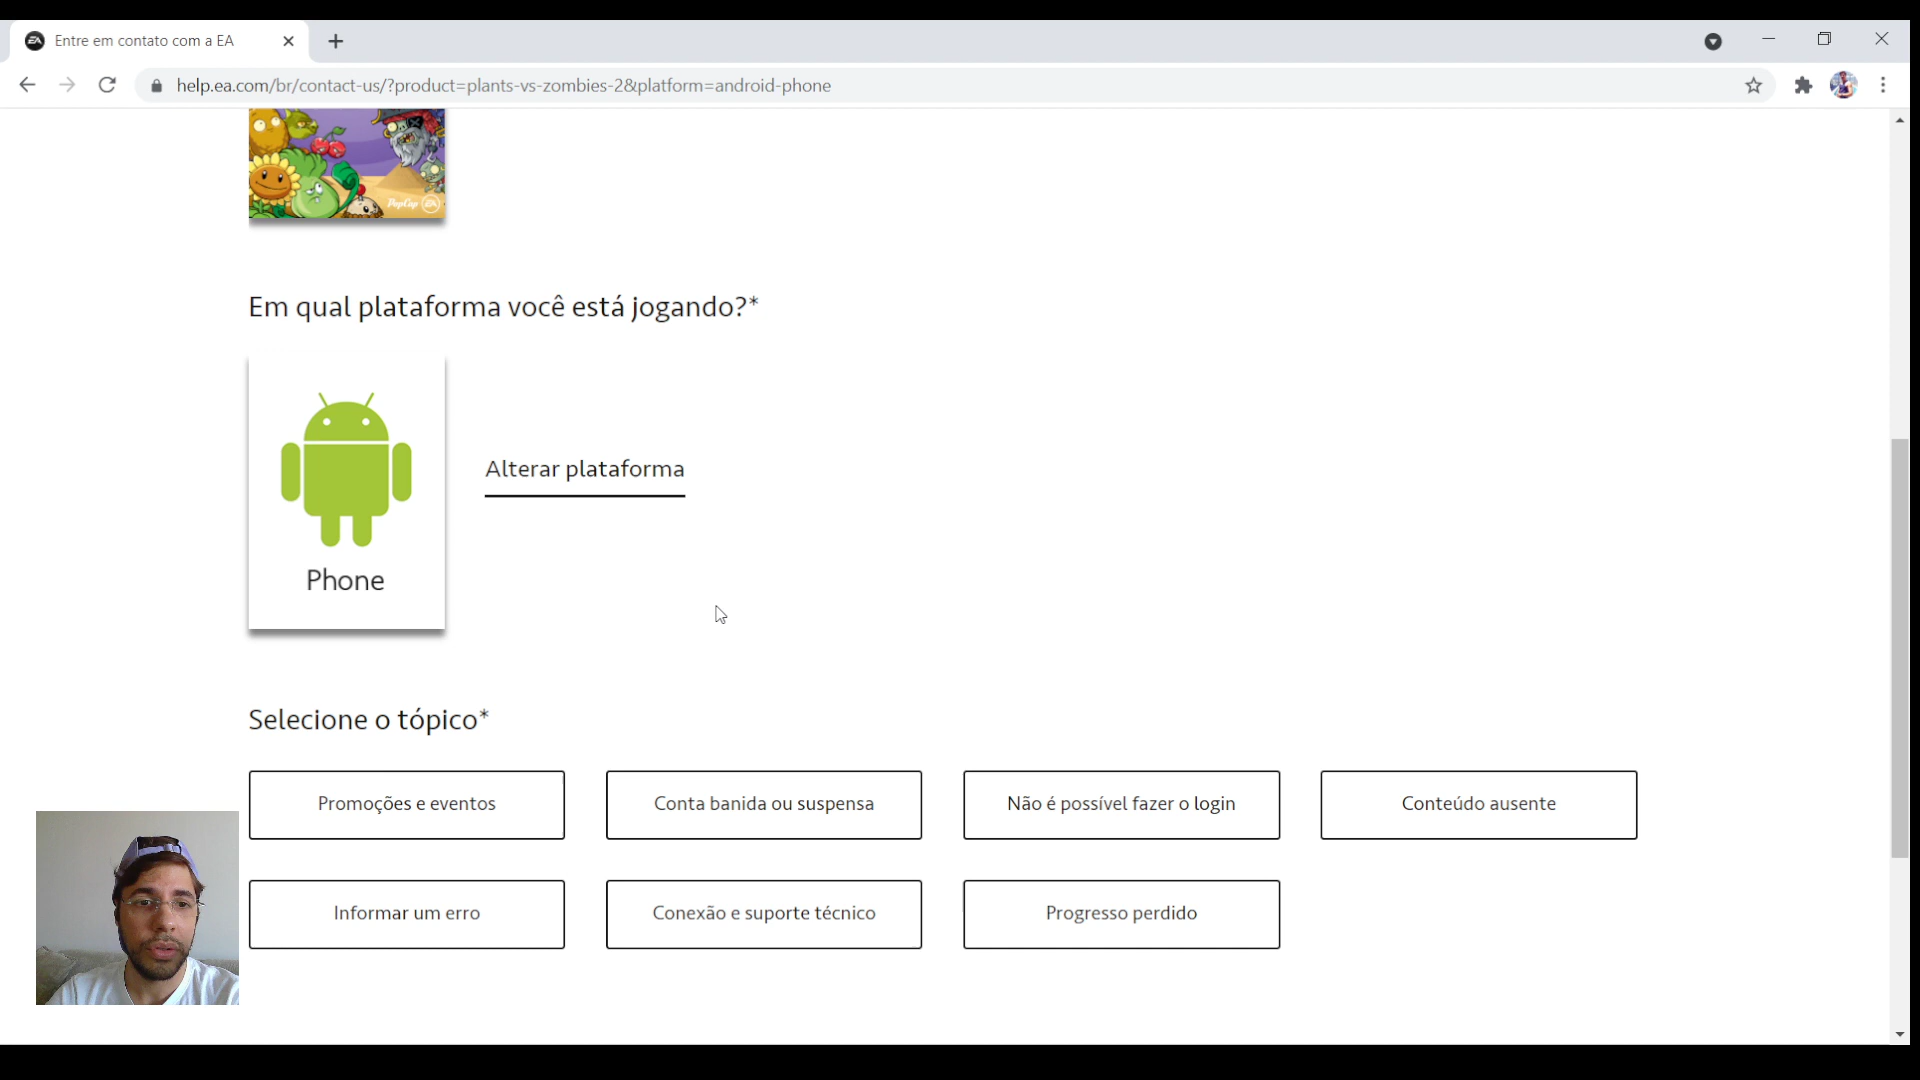 Entre em contato com a EA
help.ea.com/br/contact-us/?product=plants-vs-zombies-2&platform=android-phone
PopCap EA
Em qual plataforma você está jogando?*
Alterar plataforma
Phone
Selecione o tópico*
Promoções e eventos
Conta banida ou suspensa
Não é possível fazer o login
Conteúdo ausente
Informar um erro
Conexão e suporte técnico
Progresso perdido